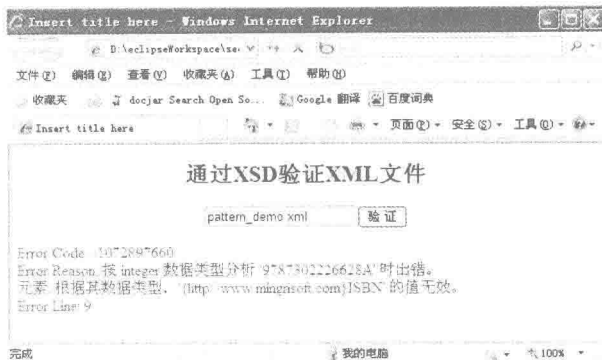 Insert title here - Windows Internet Explorer
D:\eclipseWorkspace\se
文件(F) 编辑(E) 查看(V) 收藏夹(A) 工具(T) 帮助(H)
收藏夹 docjar Search Open So... Google 翻译 百度词典
Insert title here 页面(P) 安全(S) 工具(O)
通过XSD验证XML文件
pattern_demo.xml 验 证
Error Code: -1072897660
Error Reason: 按 integer 数据类型分析 '9787302226628A' 时出错。
元素 根据其数据类型, '{http://www.mingrisoft.com}ISBN' 的值无效。
Error Line: 9
完成 我的电脑 100%